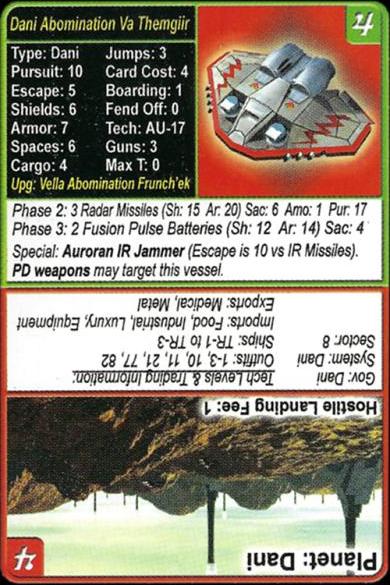 Dani Abomination Va Themgiir
4
Type: Dani Jumps: 3
Pursuit: 10 Card Cost: 4
Escape: 5 Boarding: 1
Shields: 6 Fend Off: 0
Armor: 7 Tech: AU-17
Spaces: 6 Guns: 3
Cargo: 4 Max T: 0
Upg: Vella Abomination Frunch'ek
Phase 2: 3 Radar Missiles (Sh: 15 Ar: 20) Sac: 6 Amo: 1 Pur: 17
Phase 3: 2 Fusion Pulse Batteries (Sh: 12 Ar: 14) Sac: 4
Special: Auroran IR Jammer (Escape is 10 vs IR Missiles).
PD weapons may target this vessel.
Planet: Dani
44
Hostile Landing Fee: 1
Gov: Dani
System: Dani
Sector: 8
Tech Levels & Trading Information:
Outfits: 1-3, 10, 11, 21, 77, 82
Ships: TR-1 to TR-3
Imports: Food, Industrial, Luxury, Equipment
Exports: Medical, Metal